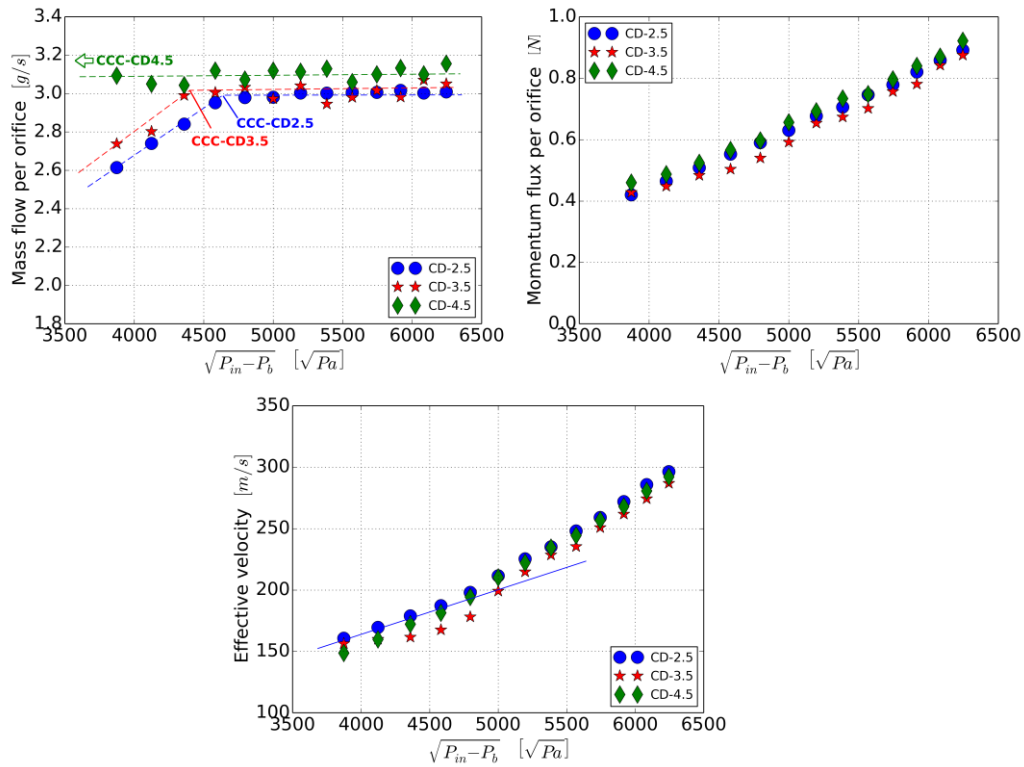 3.4
3.2
3.0
2.8
2.6
2.4
2.2
2.0
1.8
Mass flow per orifice [g/s]
CCC-CD4.5
CCC-CD2.5
CCC-CD3.5
CD-2.5
CD-3.5
CD-4.5
3500 4000 4500 5000 5500 6000 6500
√(P_in−P_b) [√Pa]
1.0
0.8
0.6
0.4
0.2
0.0
Momentum flux per orifice [N]
CD-2.5
CD-3.5
CD-4.5
3500 4000 4500 5000 5500 6000 6500
√(P_in−P_b) [√Pa]
350
300
250
200
150
100
Effective velocity [m/s]
CD-2.5
CD-3.5
CD-4.5
3500 4000 4500 5000 5500 6000 6500
√(P_in−P_b) [√Pa]